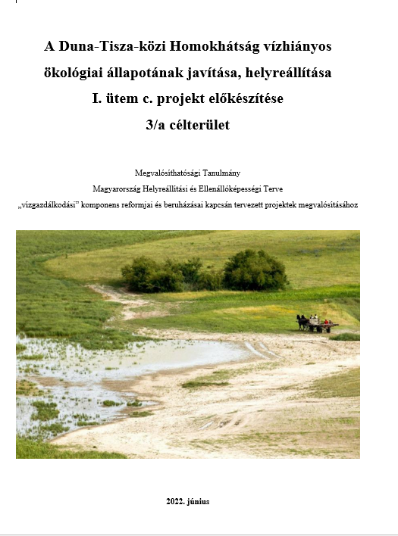 A Duna-Tisza-közi Homokhátság vízhiányos
ökológiai állapotának javítása, helyreállítása
I. ütem c. projekt előkészítése
3/a célterület
Megvalósíthatósági Tanulmány
Magyarország Helyreállítási és Ellenállóképességi Terve
„vízgazdálkodási” komponens reformjai és beruházásai kapcsán tervezett projektek megvalósításához
2022. június